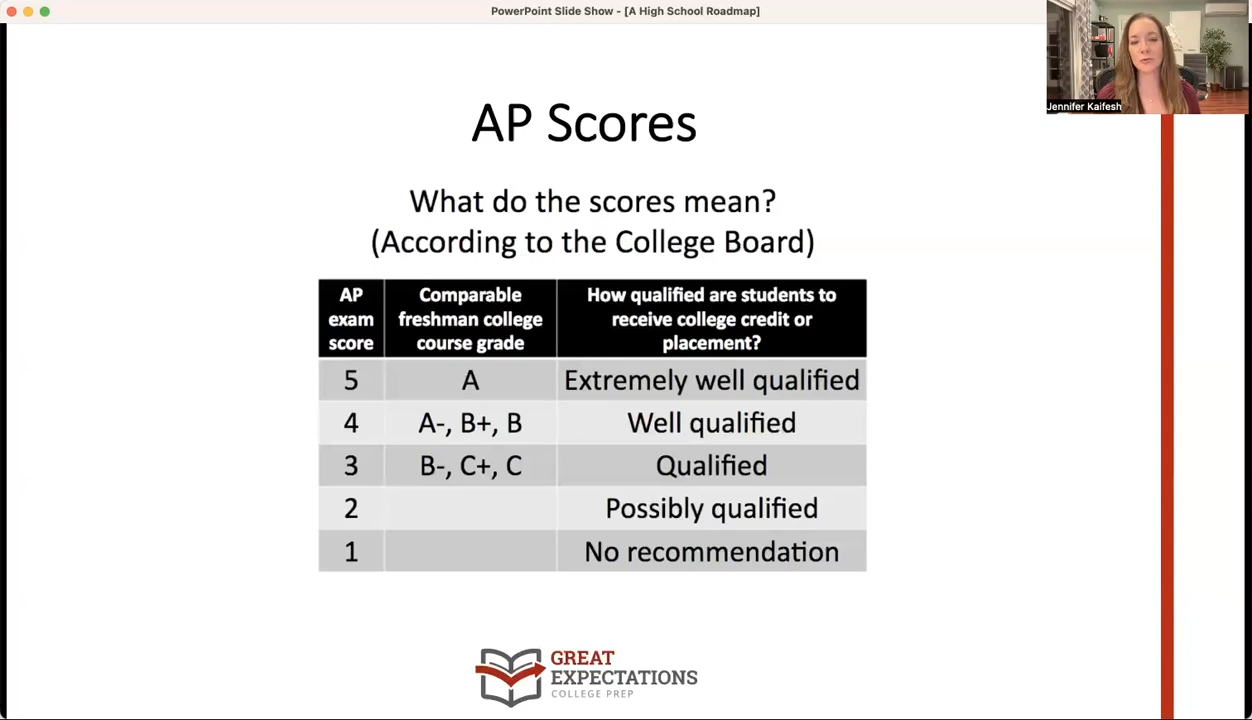 PowerPoint Slide Show - [A High School Roadmap]
Jennifer Kaifesh
AP Scores
What do the scores mean?
(According to the College Board)
AP exam score
Comparable freshman college course grade
How qualified are students to receive college credit or placement?
5 A Extremely well qualified
4 A-, B+, B Well qualified
3 B-, C+, C Qualified
2 Possibly qualified
1 No recommendation
GREAT
EXPECTATIONS
COLLEGE PREP